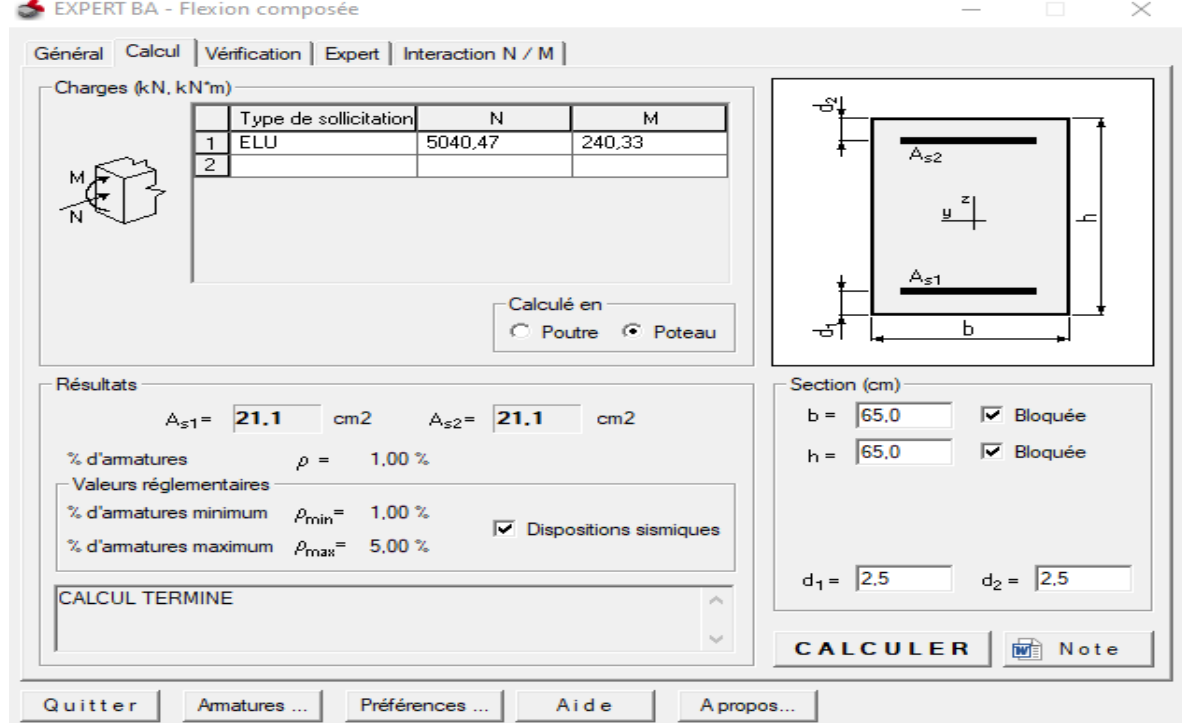 EXPERT BA - Flexion composée
Général Calcul Vérification Expert Interaction N / M
Charges (kN, kN*m)
Type de sollicitation N M
1 ELU 5040,47 240,33
2
M
N
Calculé en
Poutre Poteau
d2
As2
z
y
h
As1
d1
b
Résultats
As1= 21,1 cm2 As2= 21,1 cm2
% d'armatures ρ = 1,00 %
Valeurs réglementaires
% d'armatures minimum ρmin= 1,00 %
Dispositions sismiques
% d'armatures maximum ρmax= 5,00 %
CALCUL TERMINE
Section (cm)
b = 65,0 Bloquée
h = 65,0 Bloquée
d1 = 2,5 d2 = 2,5
CALCULER Note
Quitter Armatures ... Préférences ... Aide A propos...